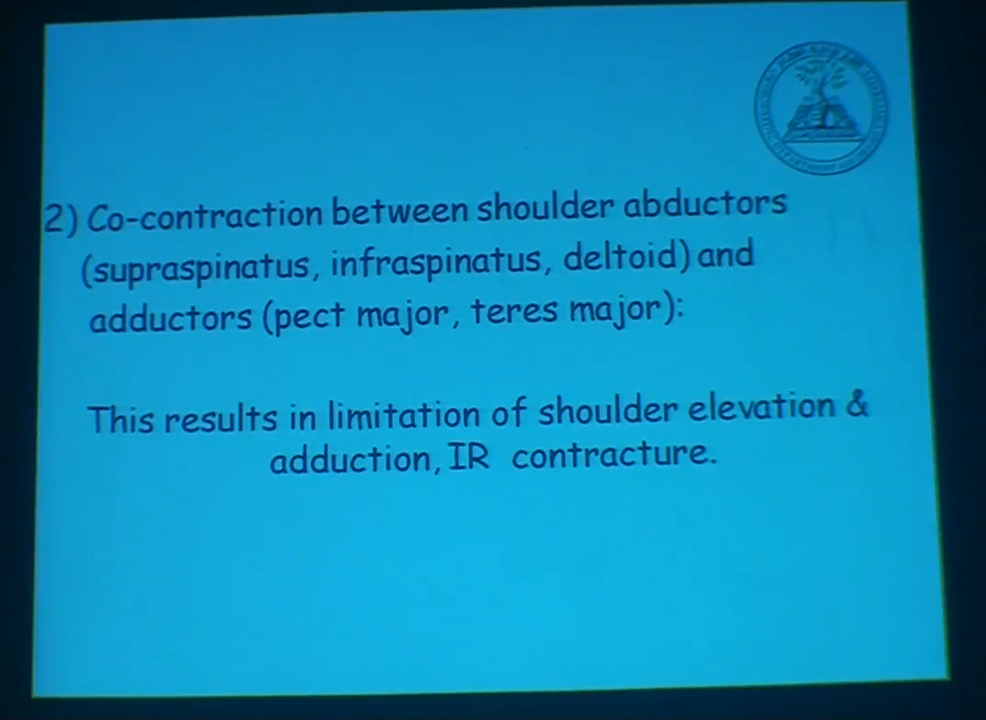 2) Co-contraction between shoulder abductors
(supraspinatus, infraspinatus, deltoid) and
adductors (pect major, teres major):
This results in limitation of shoulder elevation &
adduction, IR contracture.